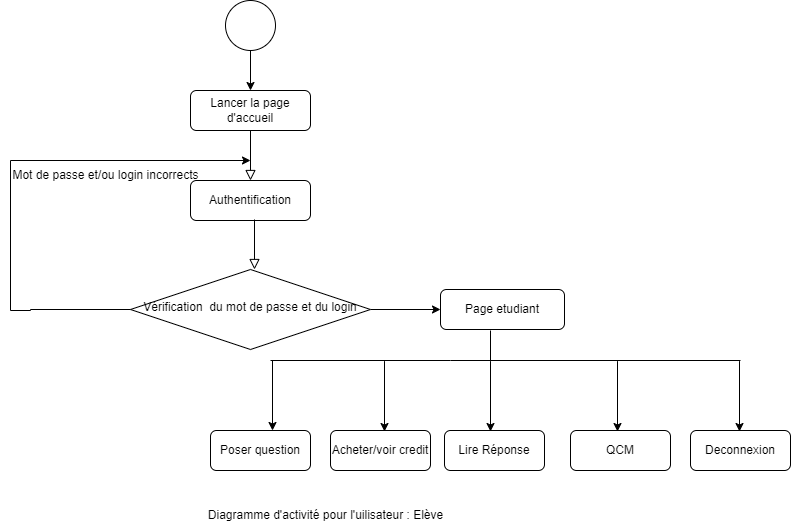 Lancer la page
d'accueil
Mot de passe et/ou login incorrects
Authentification
Verification du mot de passe et du login
Page etudiant
Poser question
Acheter/voir credit
Lire Réponse
QCM
Deconnexion
Diagramme d'activité pour l'uilisateur : Elève